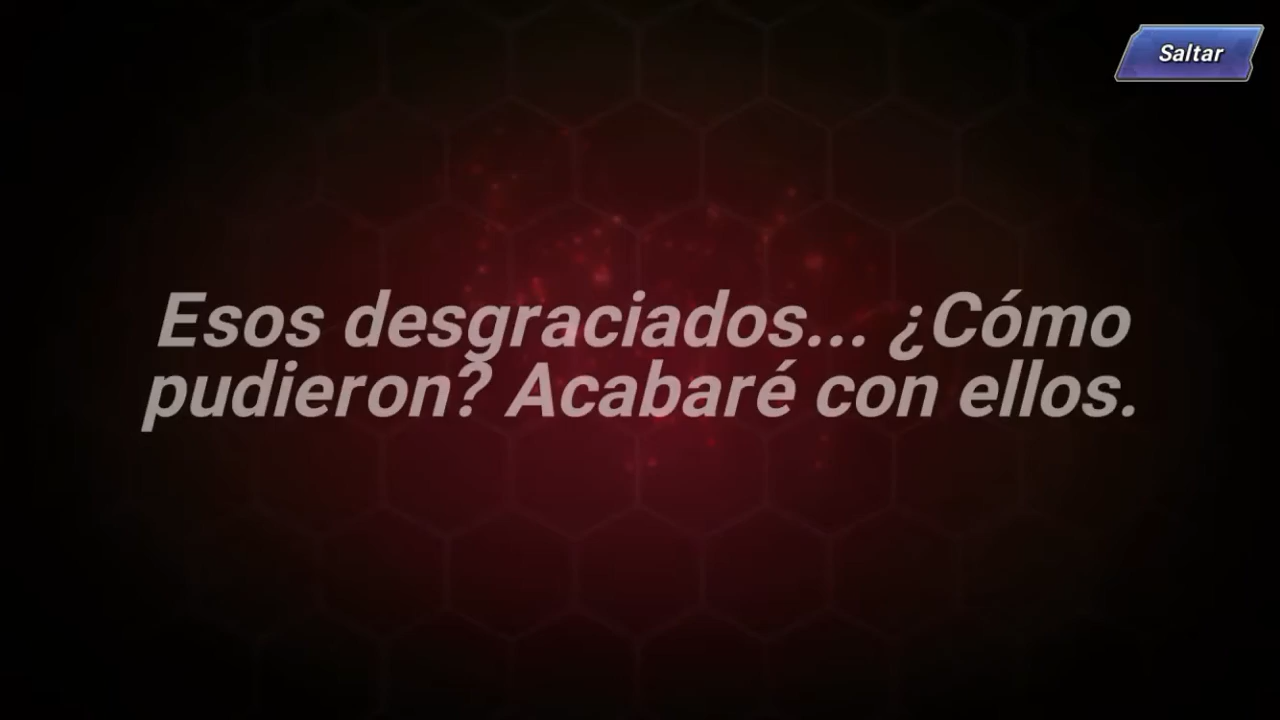 Saltar
Esos desgraciados... ¿Cómo
pudieron? Acabaré con ellos.